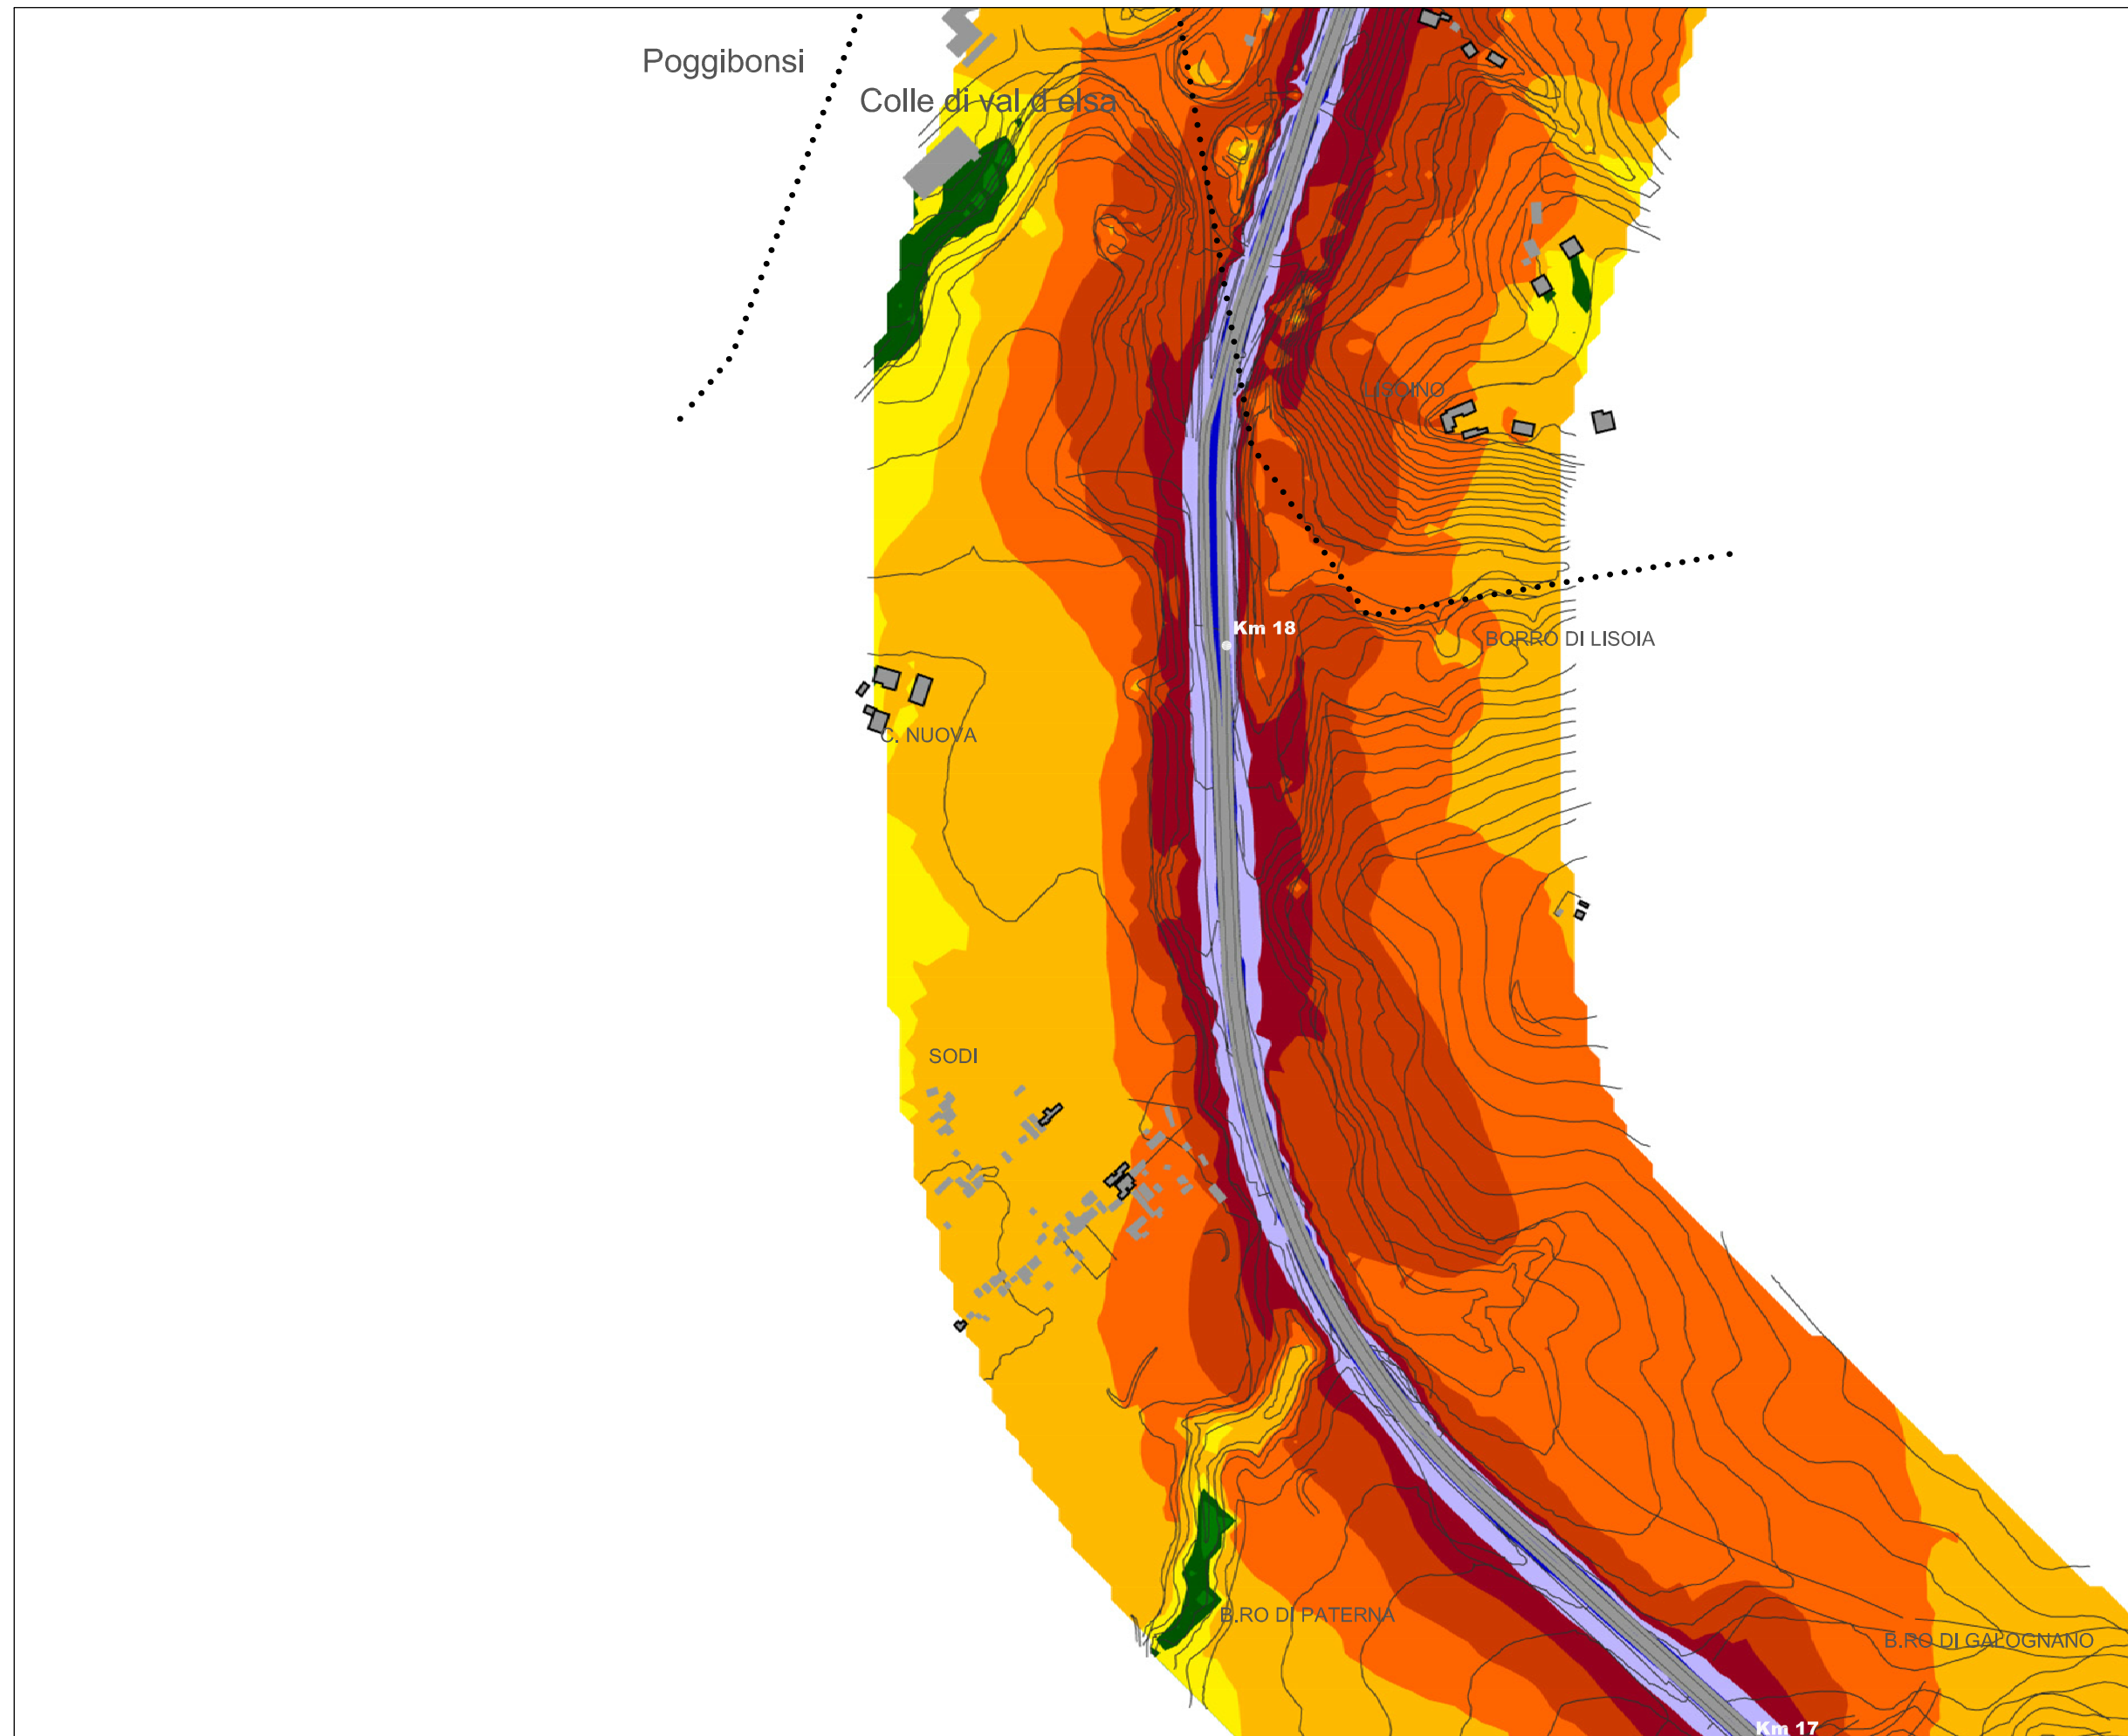 Poggibonsi
Colle di val d elsa
LISOINO
Km 18
BORRO DI LISOIA
C. NUOVA
SODI
B.RO DI PATERNA
B.RO DI GALOGNANO
Km 17